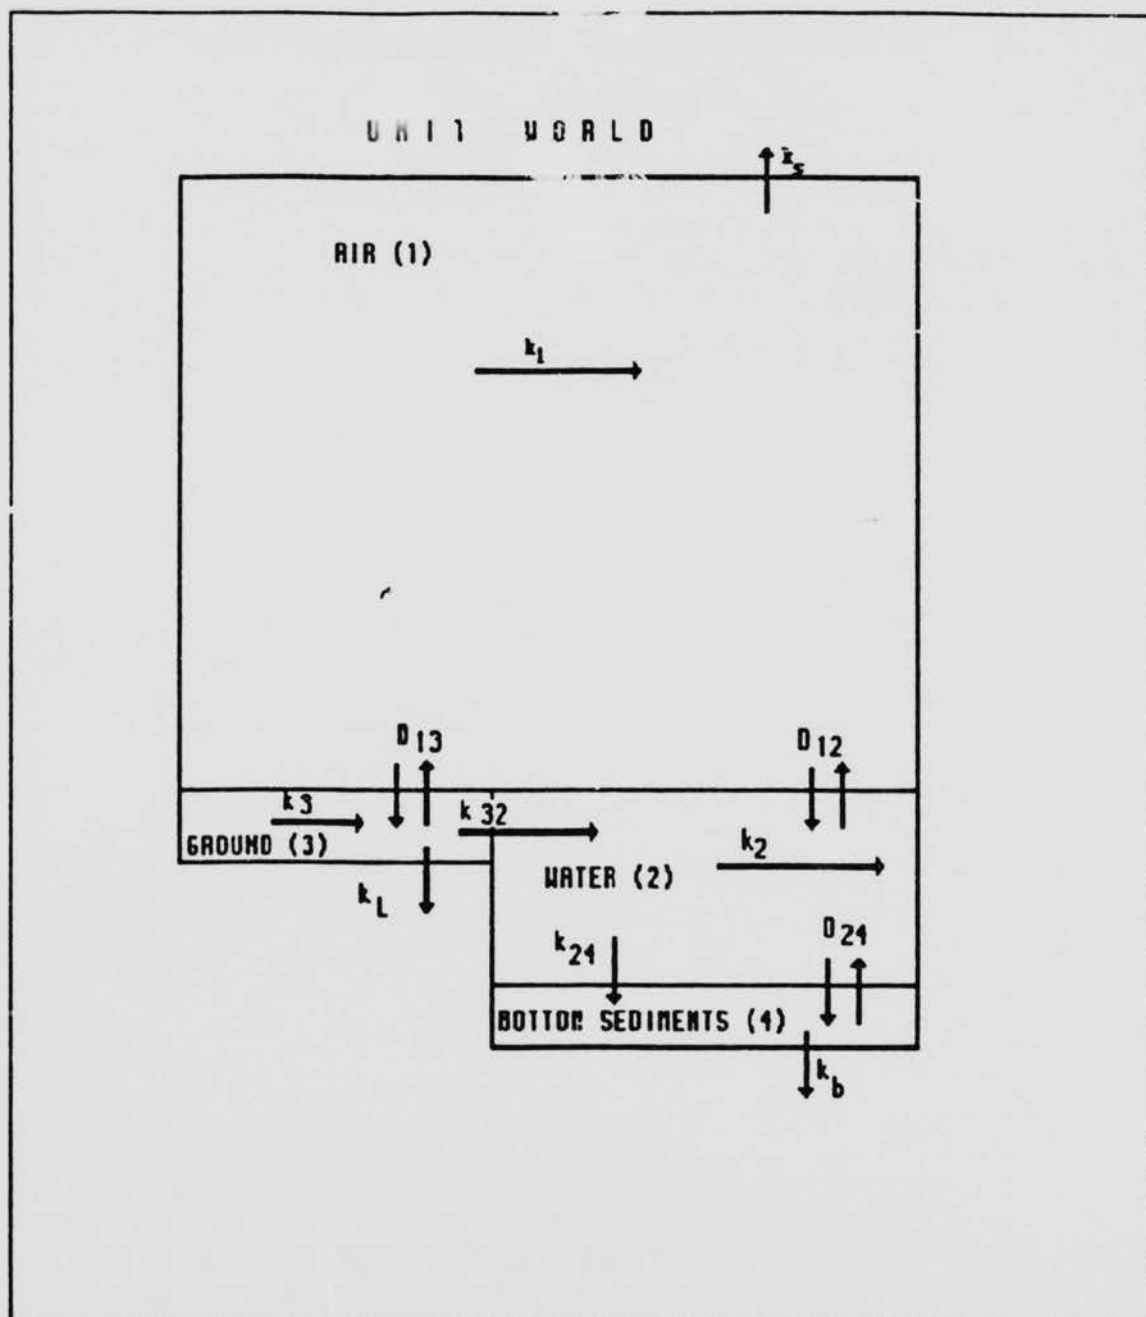 UNIT WORLD
k_s
AIR (1)
k_1
D_13
D_12
k_3
k_32
GROUND (3)
k_2
k_L
WATER (2)
k_24
D_24
BOTTOM SEDIMENTS (4)
k_b